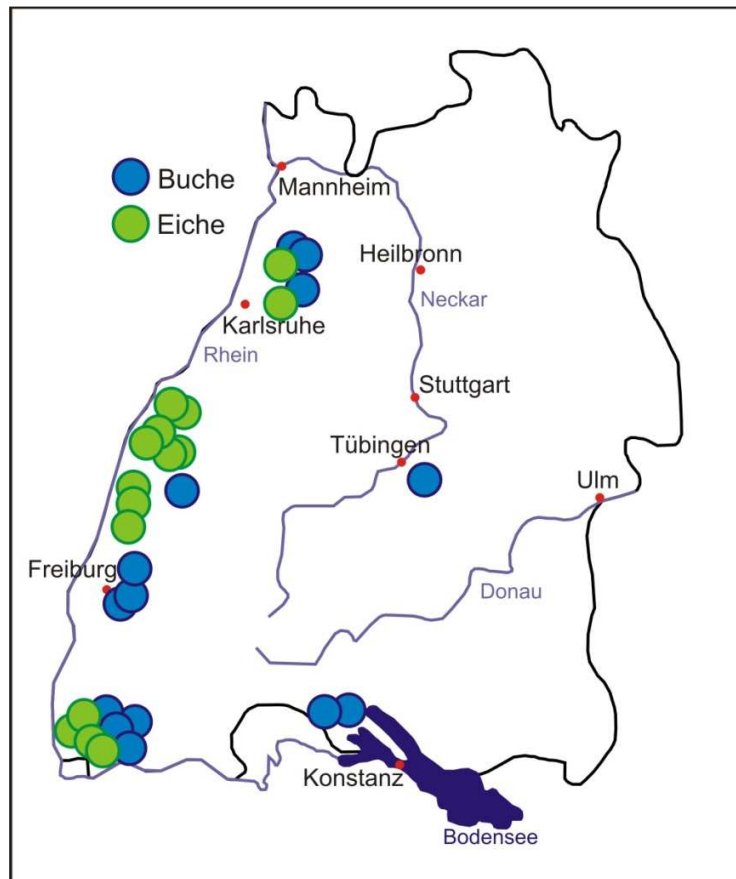 Buche
Eiche
Mannheim
Heilbronn
Neckar
Karlsruhe
Rhein
Stuttgart
Tübingen
Ulm
Freiburg
Donau
Konstanz
Bodensee